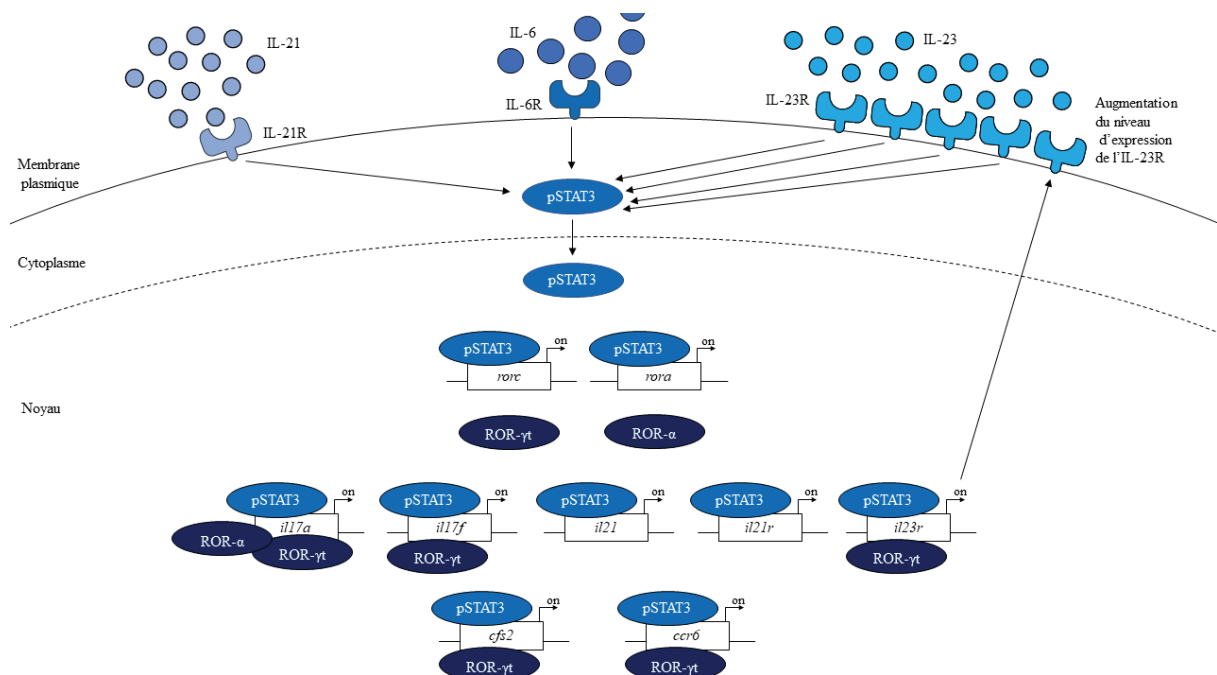 IL-21
IL-6
IL-23
IL-21R
IL-6R
IL-23R
Augmentation
du niveau
d’expression
de l’IL-23R
Membrane
plasmique
pSTAT3
Cytoplasme
pSTAT3
pSTAT3
on
rorc
pSTAT3
on
rora
Noyau
ROR-γt
ROR-α
pSTAT3
on
il17a
ROR-α
ROR-γt
pSTAT3
on
il17f
ROR-γt
pSTAT3
on
il21
pSTAT3
on
il21r
pSTAT3
on
il23r
ROR-γt
pSTAT3
on
cfs2
ROR-γt
pSTAT3
on
ccr6
ROR-γt